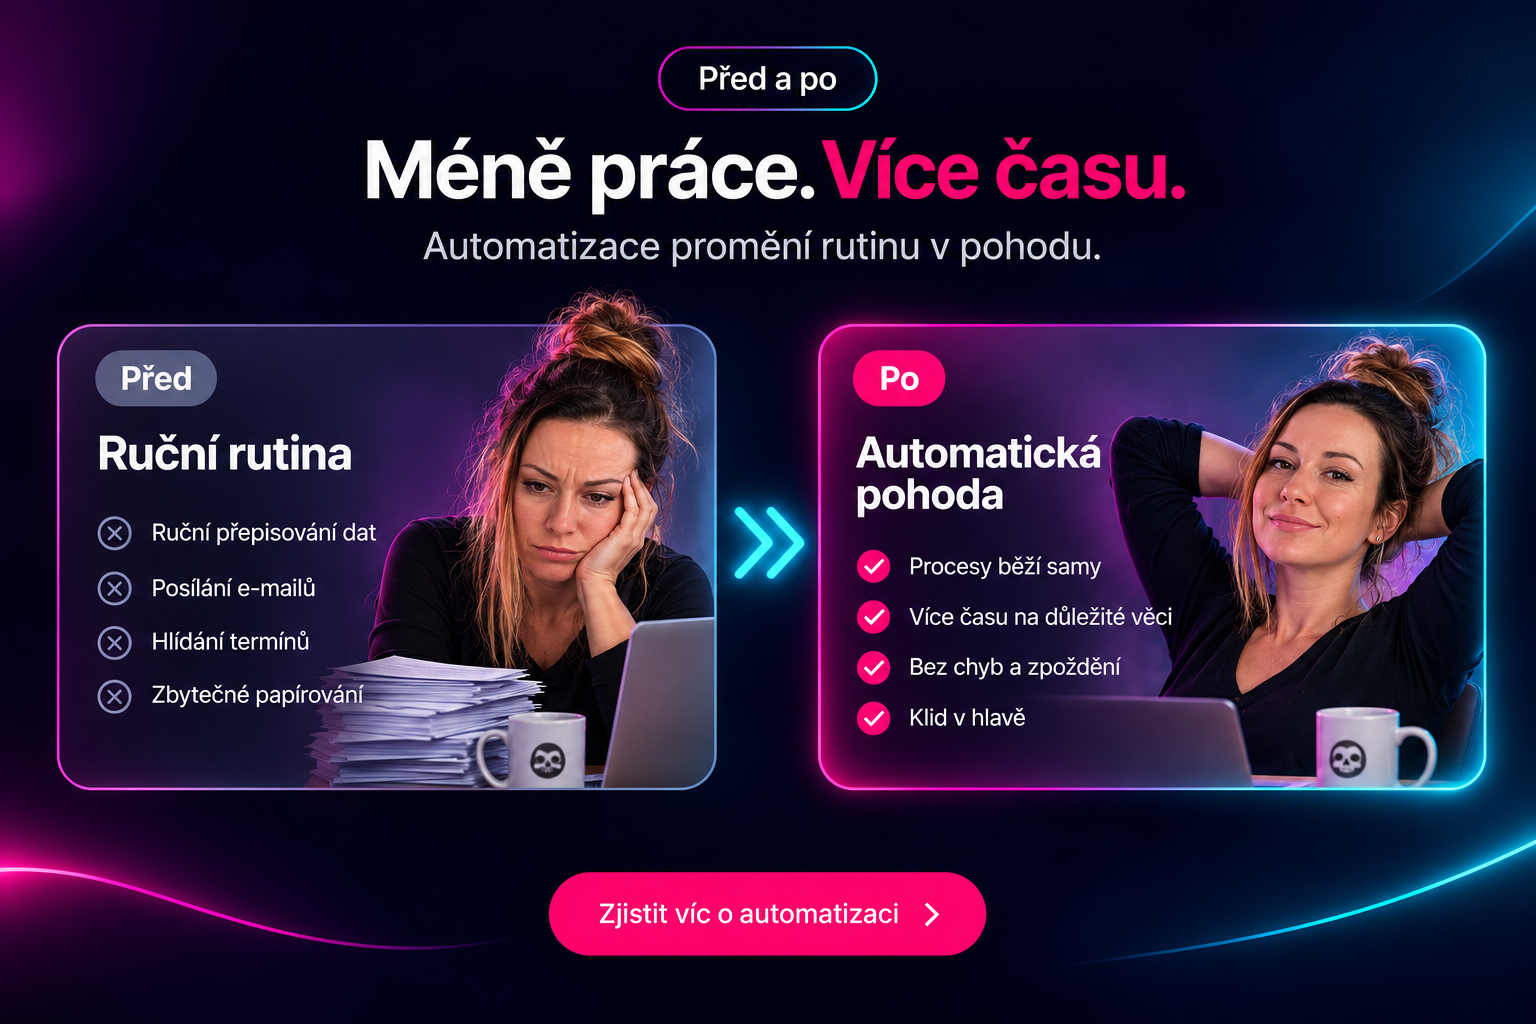 Před a po
Méně práce. Více času.
Automatizace promění rutinu v pohodu.
Před
Ruční rutina
Ruční přepisování dat
Posílání e-mailů
Hlídání termínů
Zbytečné papírování
Po
Automatická
pohoda
Procesy běží samy
Více času na důležité věci
Bez chyb a zpoždění
Klid v hlavě
Zjistit víc o automatizaci